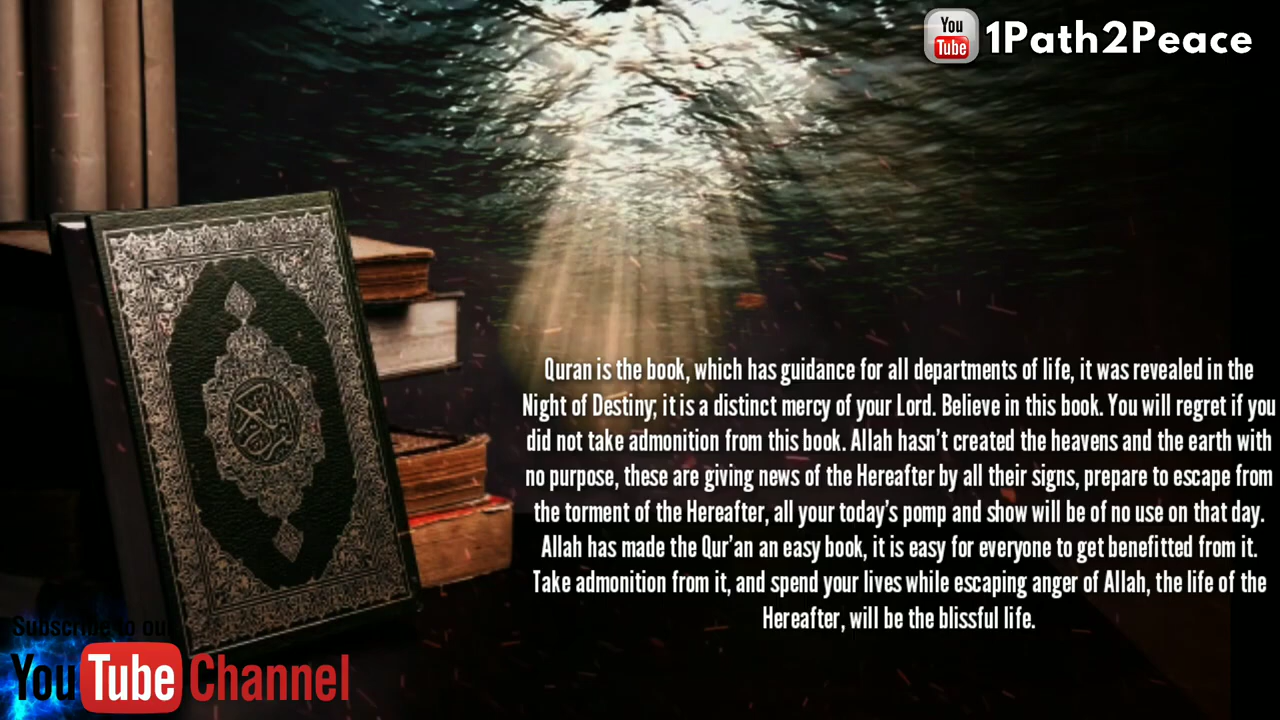 You
Tube
1Path2Peace
Quran is the book, which has guidance for all departments of life, it was revealed in the
Night of Destiny; it is a distinct mercy of your Lord. Believe in this book. You will regret if you
did not take admonition from this book. Allah hasn't created the heavens and the earth with
no purpose, these are giving news of the Hereafter by all their signs, prepare to escape from
the torment of the Hereafter, all your today's pomp and show will be of no use on that day.
Allah has made the Qur'an an easy book, it is easy for everyone to get benefitted from it.
Take admonition from it, and spend your lives while escaping anger of Allah, the life of the
Hereafter, will be the blissful life.
Subscribe to our
YouTube Channel